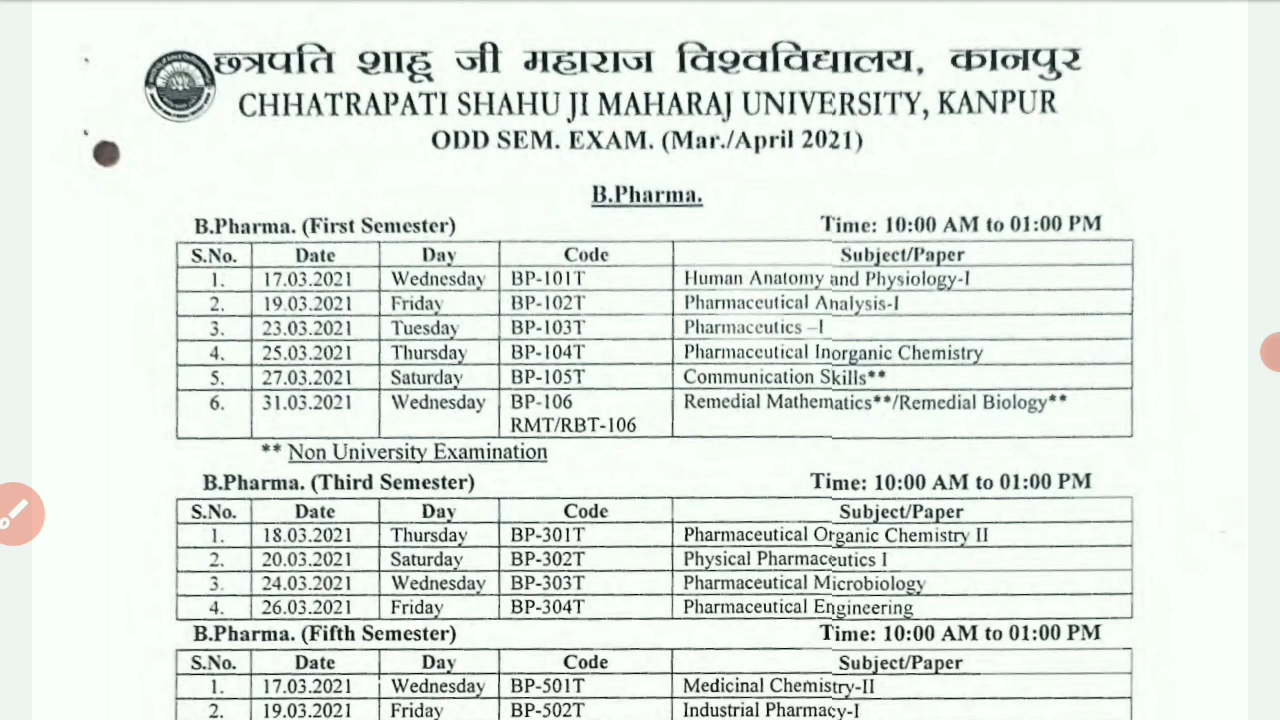 छत्रपति शाहू जी महाराज विश्वविद्यालय, कानपुर
CHHATRAPATI SHAHU JI MAHARAJ UNIVERSITY, KANPUR
ODD SEM. EXAM. (Mar./April 2021)
B.Pharma.
B.Pharma. (First Semester) Time: 10:00 AM to 01:00 PM
S.No. Date Day Code Subject/Paper
1. 17.03.2021 Wednesday BP-101T Human Anatomy and Physiology-I
2. 19.03.2021 Friday BP-102T Pharmaceutical Analysis-I
3. 23.03.2021 Tuesday BP-103T Pharmaceutics –I
4. 25.03.2021 Thursday BP-104T Pharmaceutical Inorganic Chemistry
5. 27.03.2021 Saturday BP-105T Communication Skills**
6. 31.03.2021 Wednesday BP-106 Remedial Mathematics**/Remedial Biology**
RMT/RBT-106
** Non University Examination
B.Pharma. (Third Semester) Time: 10:00 AM to 01:00 PM
S.No. Date Day Code Subject/Paper
1. 18.03.2021 Thursday BP-301T Pharmaceutical Organic Chemistry II
2. 20.03.2021 Saturday BP-302T Physical Pharmaceutics I
3. 24.03.2021 Wednesday BP-303T Pharmaceutical Microbiology
4. 26.03.2021 Friday BP-304T Pharmaceutical Engineering
B.Pharma. (Fifth Semester) Time: 10:00 AM to 01:00 PM
S.No. Date Day Code Subject/Paper
1. 17.03.2021 Wednesday BP-501T Medicinal Chemistry-II
2. 19.03.2021 Friday BP-502T Industrial Pharmacy-I